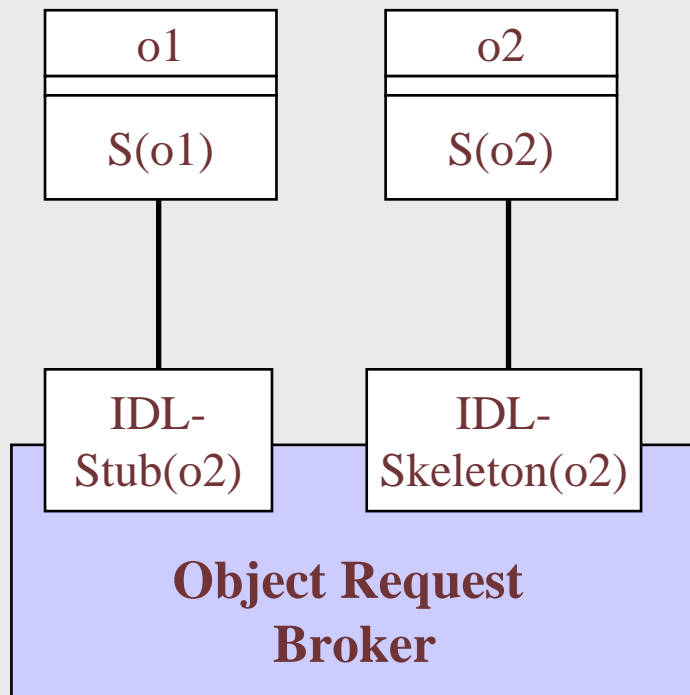 o1
S(o1)
o2
S(o2)
IDL-
Stub(o2)
IDL-
Skeleton(o2)
Object Request
Broker